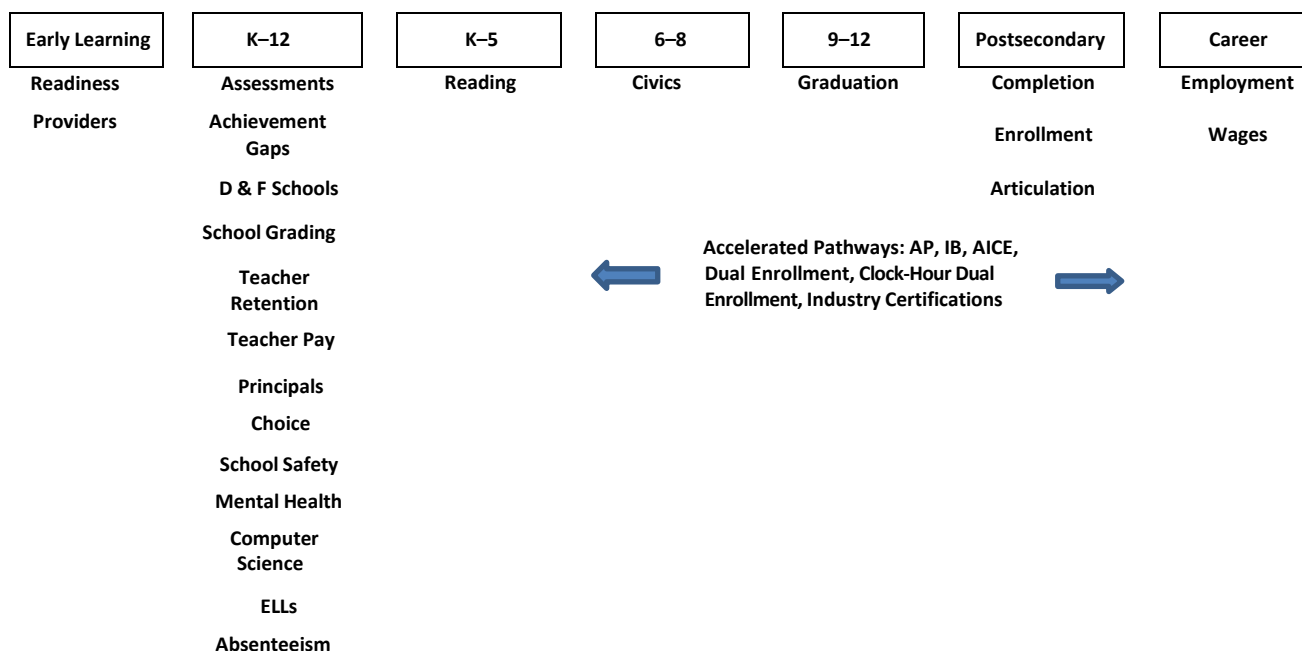 Early Learning
K–12
K–5
6–8
9–12
Postsecondary
Career
Readiness
Assessments
Reading
Civics
Graduation
Completion
Employment
Providers
Achievement
Gaps
Enrollment
Wages
D & F Schools
Articulation
School Grading
Accelerated Pathways: AP, IB, AICE,
Dual Enrollment, Clock-Hour Dual
Enrollment, Industry Certifications
Teacher
Retention
Teacher Pay
Principals
Choice
School Safety
Mental Health
Computer
Science
ELLs
Absenteeism